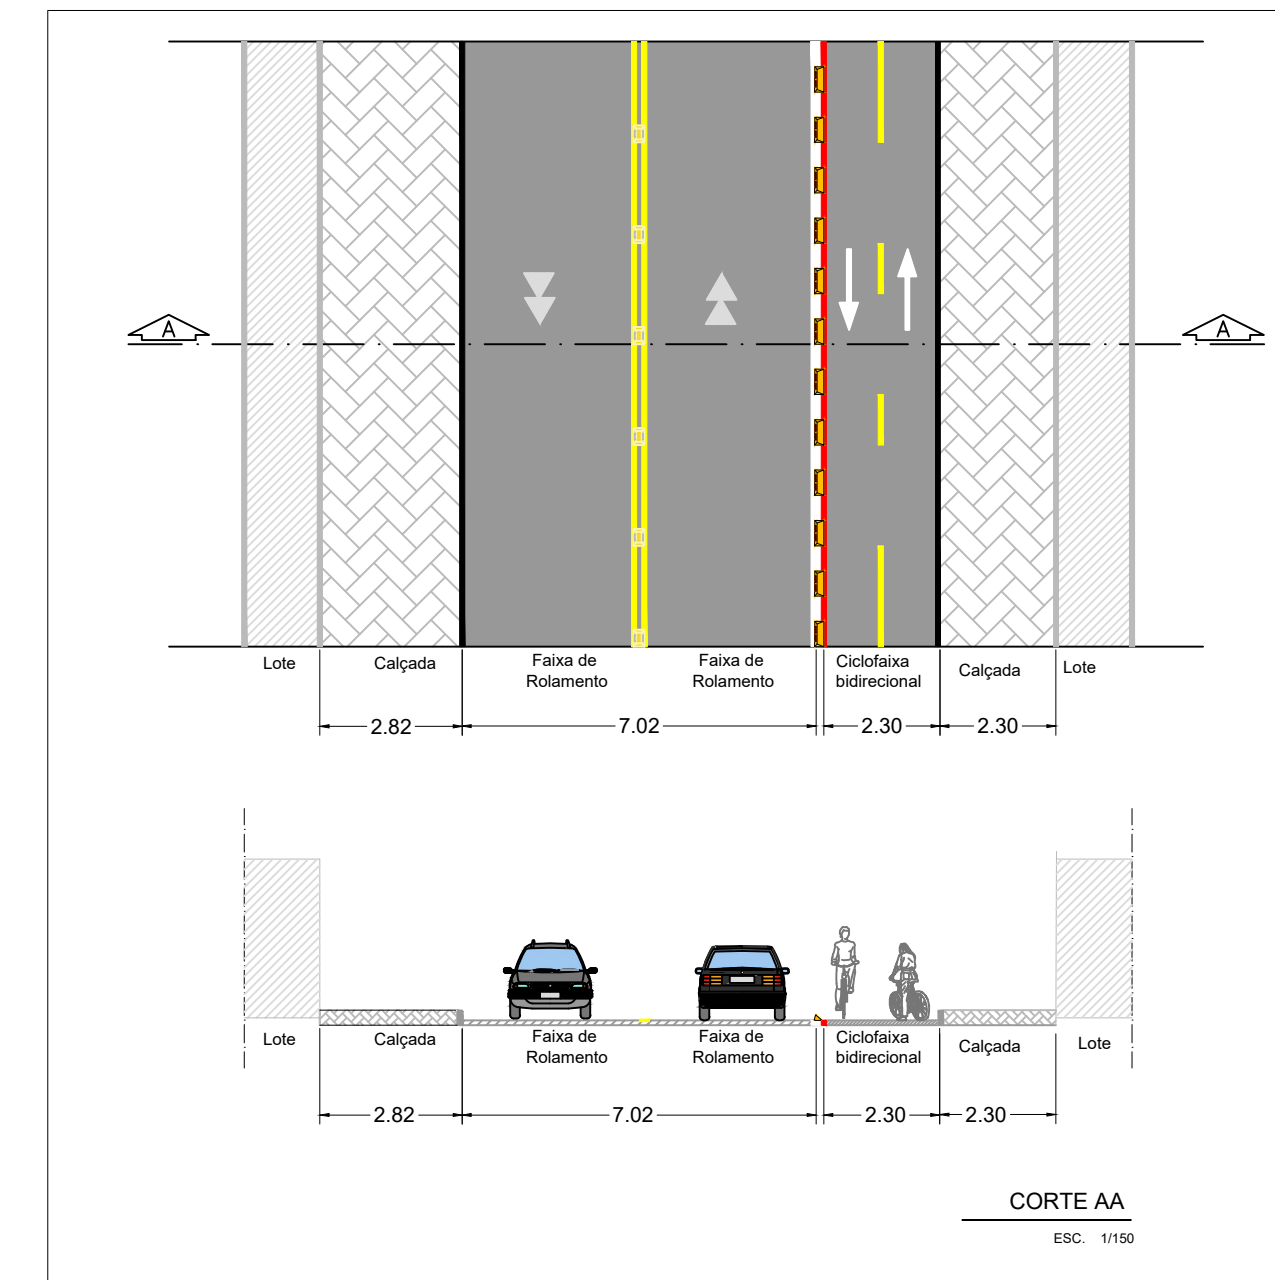 A
A
Lote
Calçada
Faixa de
Rolamento
Faixa de
Rolamento
Ciclofaixa
bidirecional
Calçada
Lote
2.82
7.02
2.30
2.30
Lote
Calçada
Faixa de
Rolamento
Faixa de
Rolamento
Ciclofaixa
bidirecional
Calçada
Lote
2.82
7.02
2.30
2.30
CORTE AA
ESC. 1/150